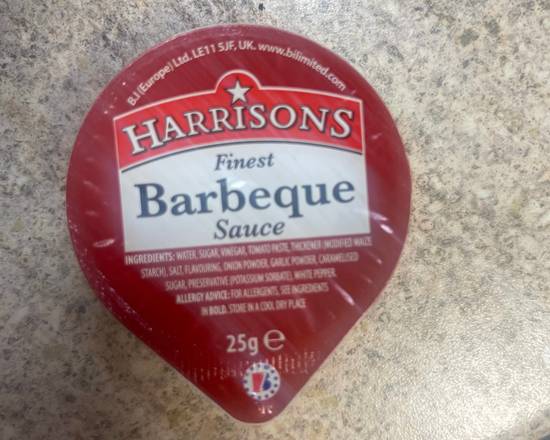 B.I (Europe) Ltd. LE11 5JF, UK. www.bilimited.com
HARRISONS
Finest
Barbeque
Sauce
INGREDIENTS: WATER, SUGAR, VINEGAR, TOMATO PASTE, THICKENER (MODIFIED MAIZE
STARCH), SALT, FLAVOURING, ONION POWDER, GARLIC POWDER, CARAMELISED
SUGAR, PRESERVATIVE (POTASSIUM SORBATE), WHITE PEPPER.
ALLERGY ADVICE: FOR ALLERGENTS, SEE INGREDIENTS
IN BOLD. STORE IN A COOL DRY PLACE
25g ℮